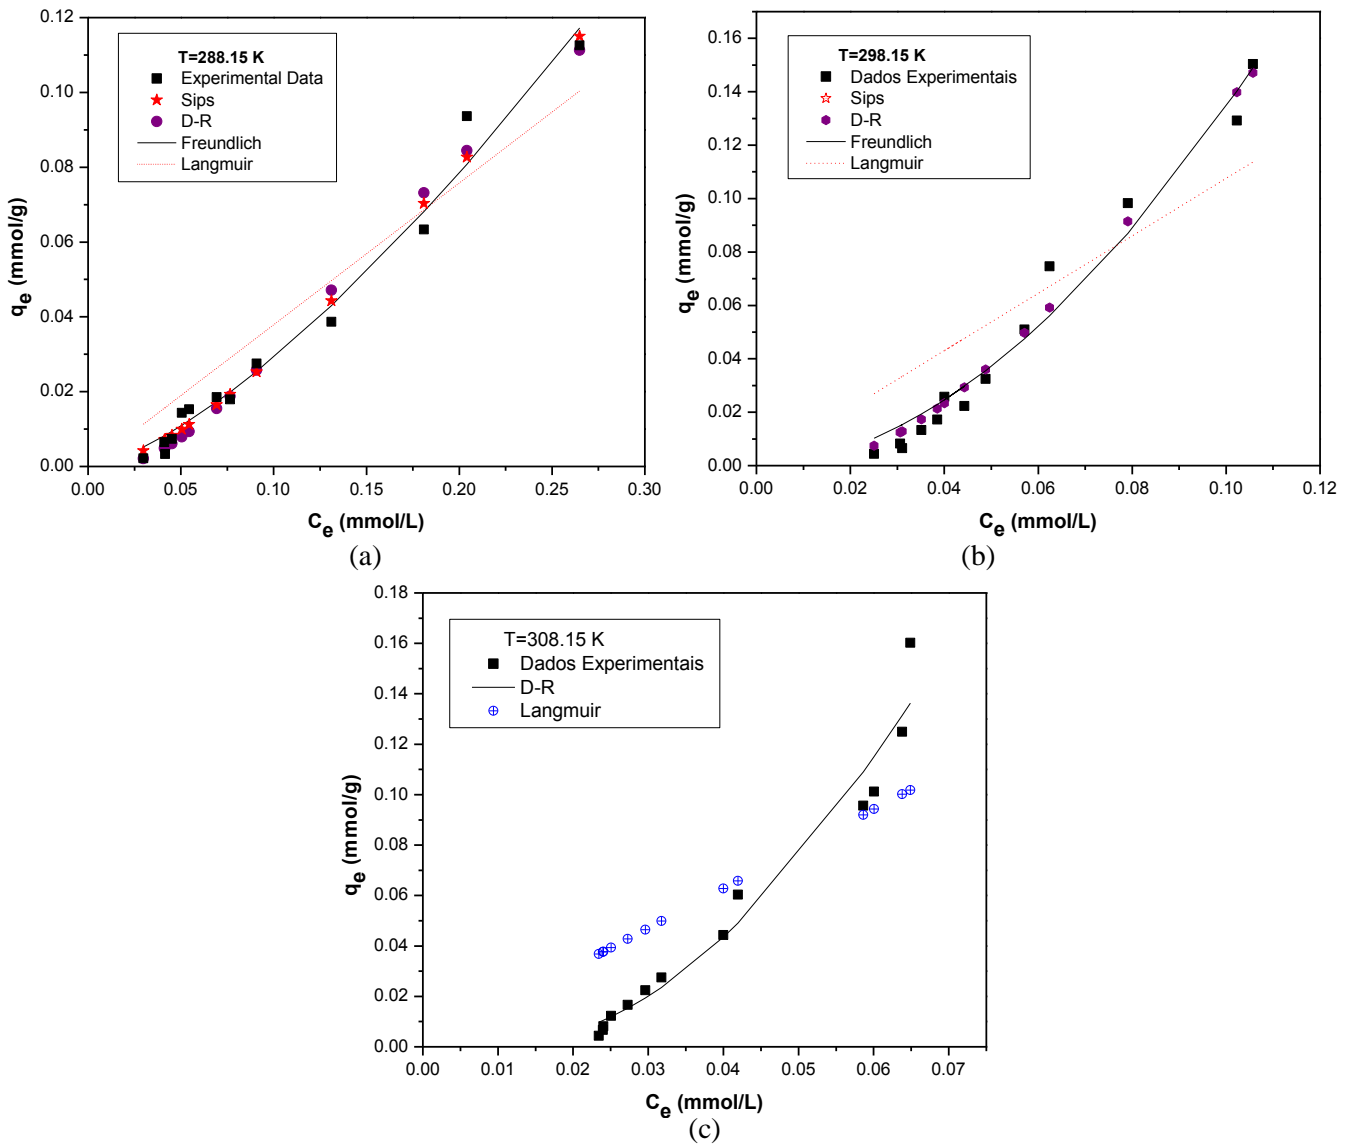 0.12
0.10
0.08
0.06
0.04
0.02
0.00
q_e (mmol/g)
T=288.15 K
Experimental Data
Sips
D-R
Freundlich
Langmuir
0.00 0.05 0.10 0.15 0.20 0.25 0.30
C_e (mmol/L)
(a)
0.16
0.14
0.12
0.10
0.08
0.06
0.04
0.02
0.00
q_e (mmol/g)
T=298.15 K
Dados Experimentais
Sips
D-R
Freundlich
Langmuir
0.00 0.02 0.04 0.06 0.08 0.10 0.12
C_e (mmol/L)
(b)
0.18
0.16
0.14
0.12
0.10
0.08
0.06
0.04
0.02
0.00
q_e (mmol/g)
T=308.15 K
Dados Experimentais
D-R
Langmuir
0.00 0.01 0.02 0.03 0.04 0.05 0.06 0.07
C_e (mmol/L)
(c)